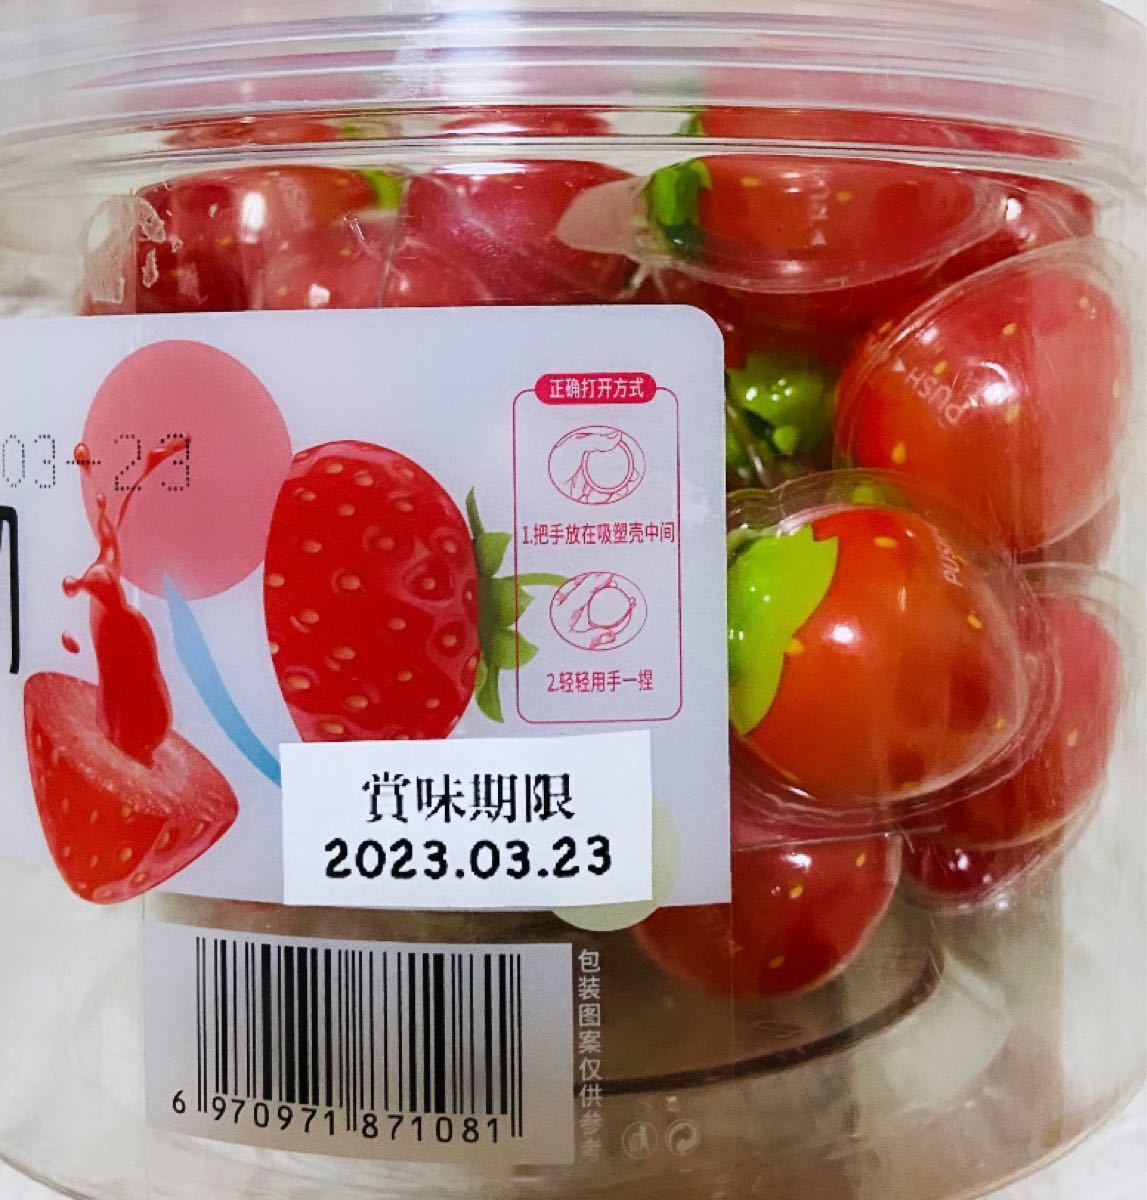 03-23
正确打开方式
1.把手放在吸塑壳中间
2.轻轻用手一捏
PUSH
PUSH
賞味期限
2023.03.23
6 970971 871081
包装图案仅供参考